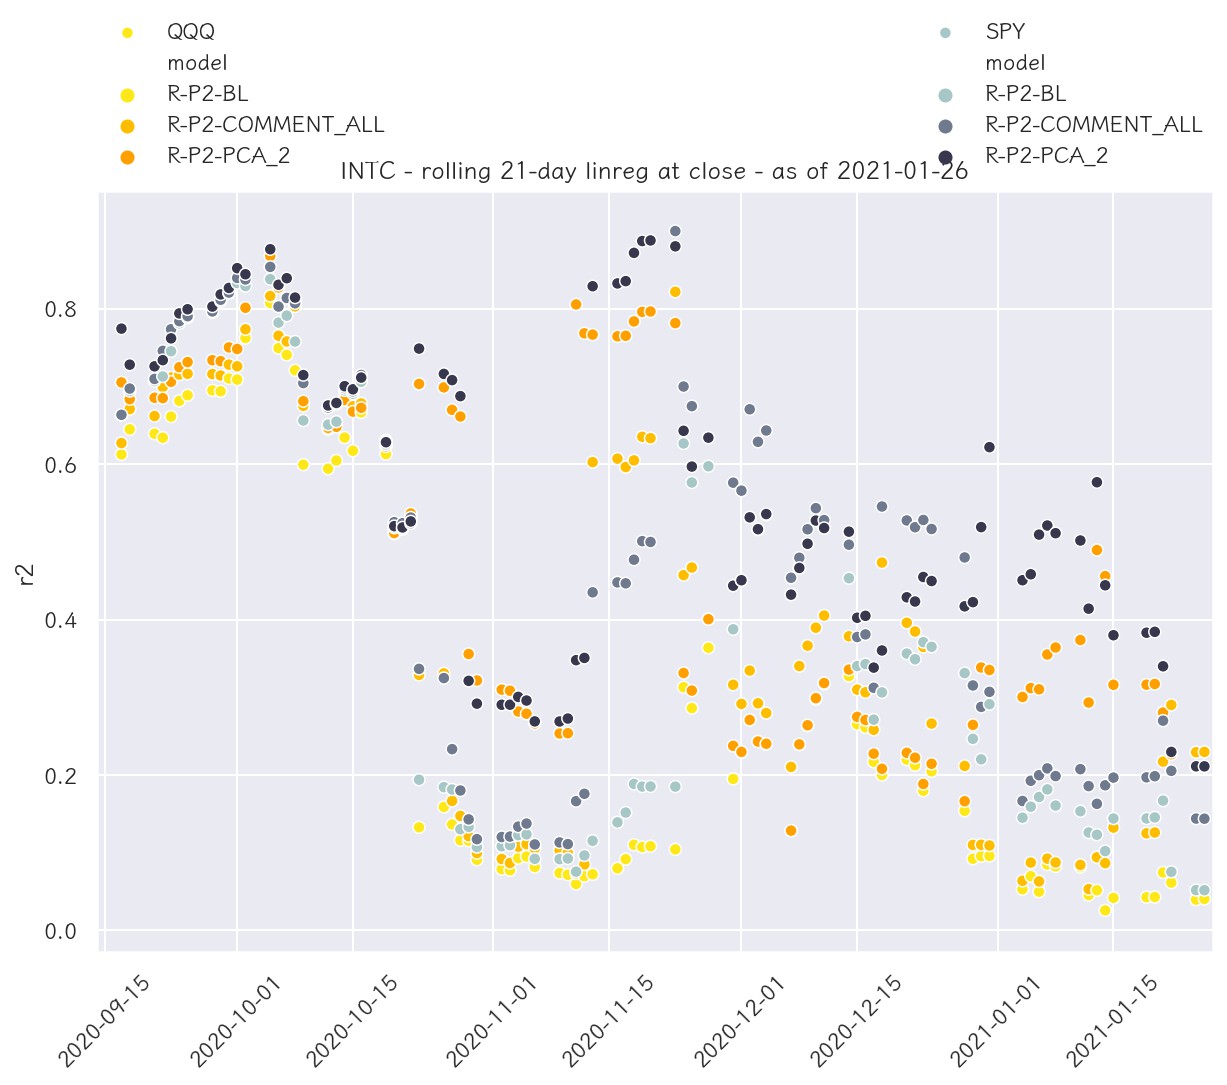 QQQ
model
R-P2-BL
R-P2-COMMENT_ALL
R-P2-PCA_2
SPY
model
R-P2-BL
R-P2-COMMENT_ALL
R-P2-PCA_2
INTC - rolling 21-day linreg at close - as of 2021-01-26
r2
0.8
0.6
0.4
0.2
0.0
2020-09-15
2020-10-01
2020-10-15
2020-11-01
2020-11-15
2020-12-01
2020-12-15
2021-01-01
2021-01-15